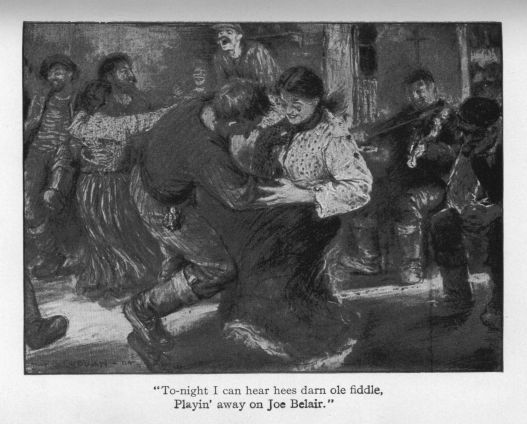 "To-night I can hear hees darn ole fiddle,
Playin' away on Joe Belair."